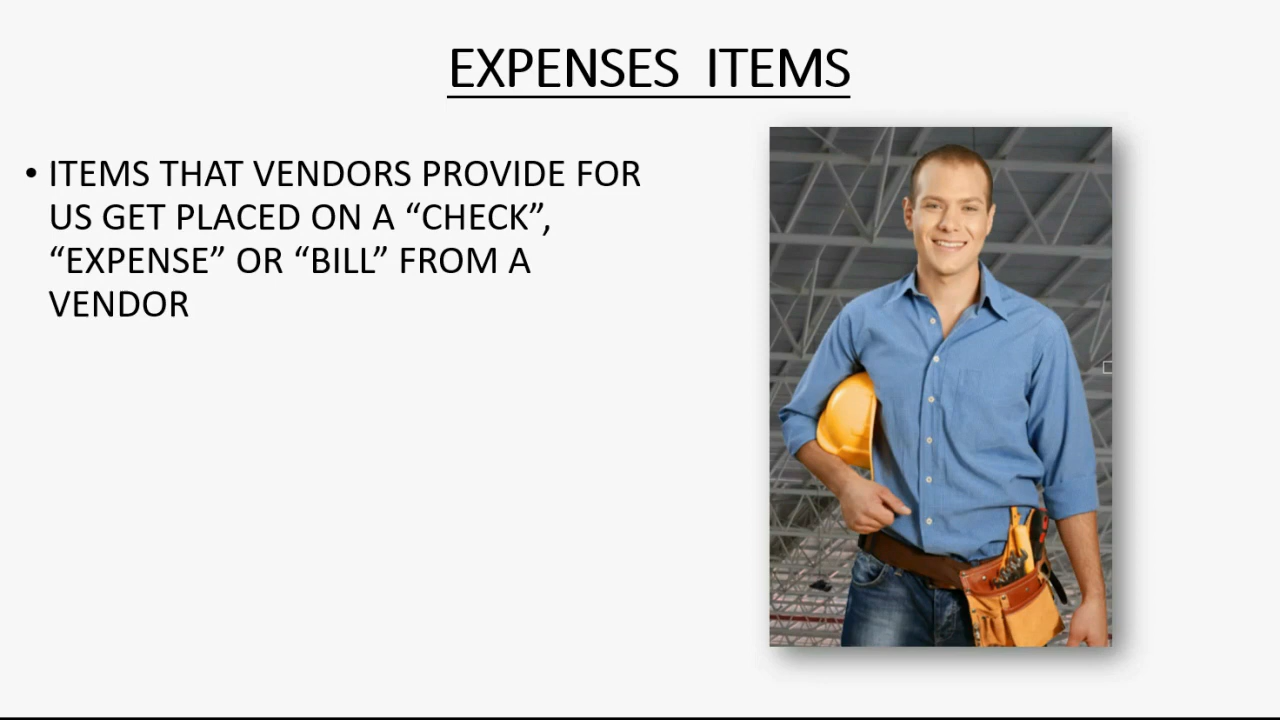 EXPENSES ITEMS
• ITEMS THAT VENDORS PROVIDE FOR
US GET PLACED ON A “CHECK”,
“EXPENSE” OR “BILL” FROM A
VENDOR